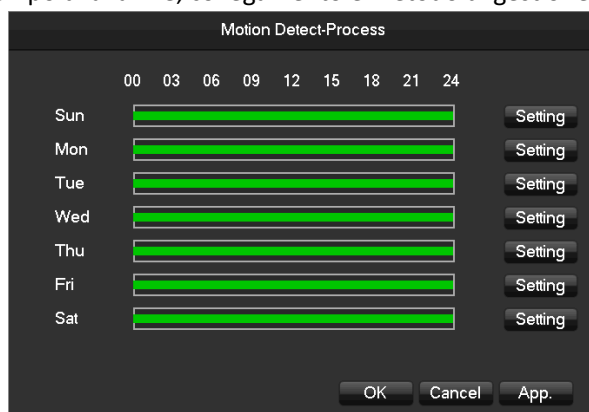 Motion Detect-Process
00 03 06 09 12 15 18 21 24
Sun Setting
Mon Setting
Tue Setting
Wed Setting
Thu Setting
Fri Setting
Sat Setting
OK Cancel App.